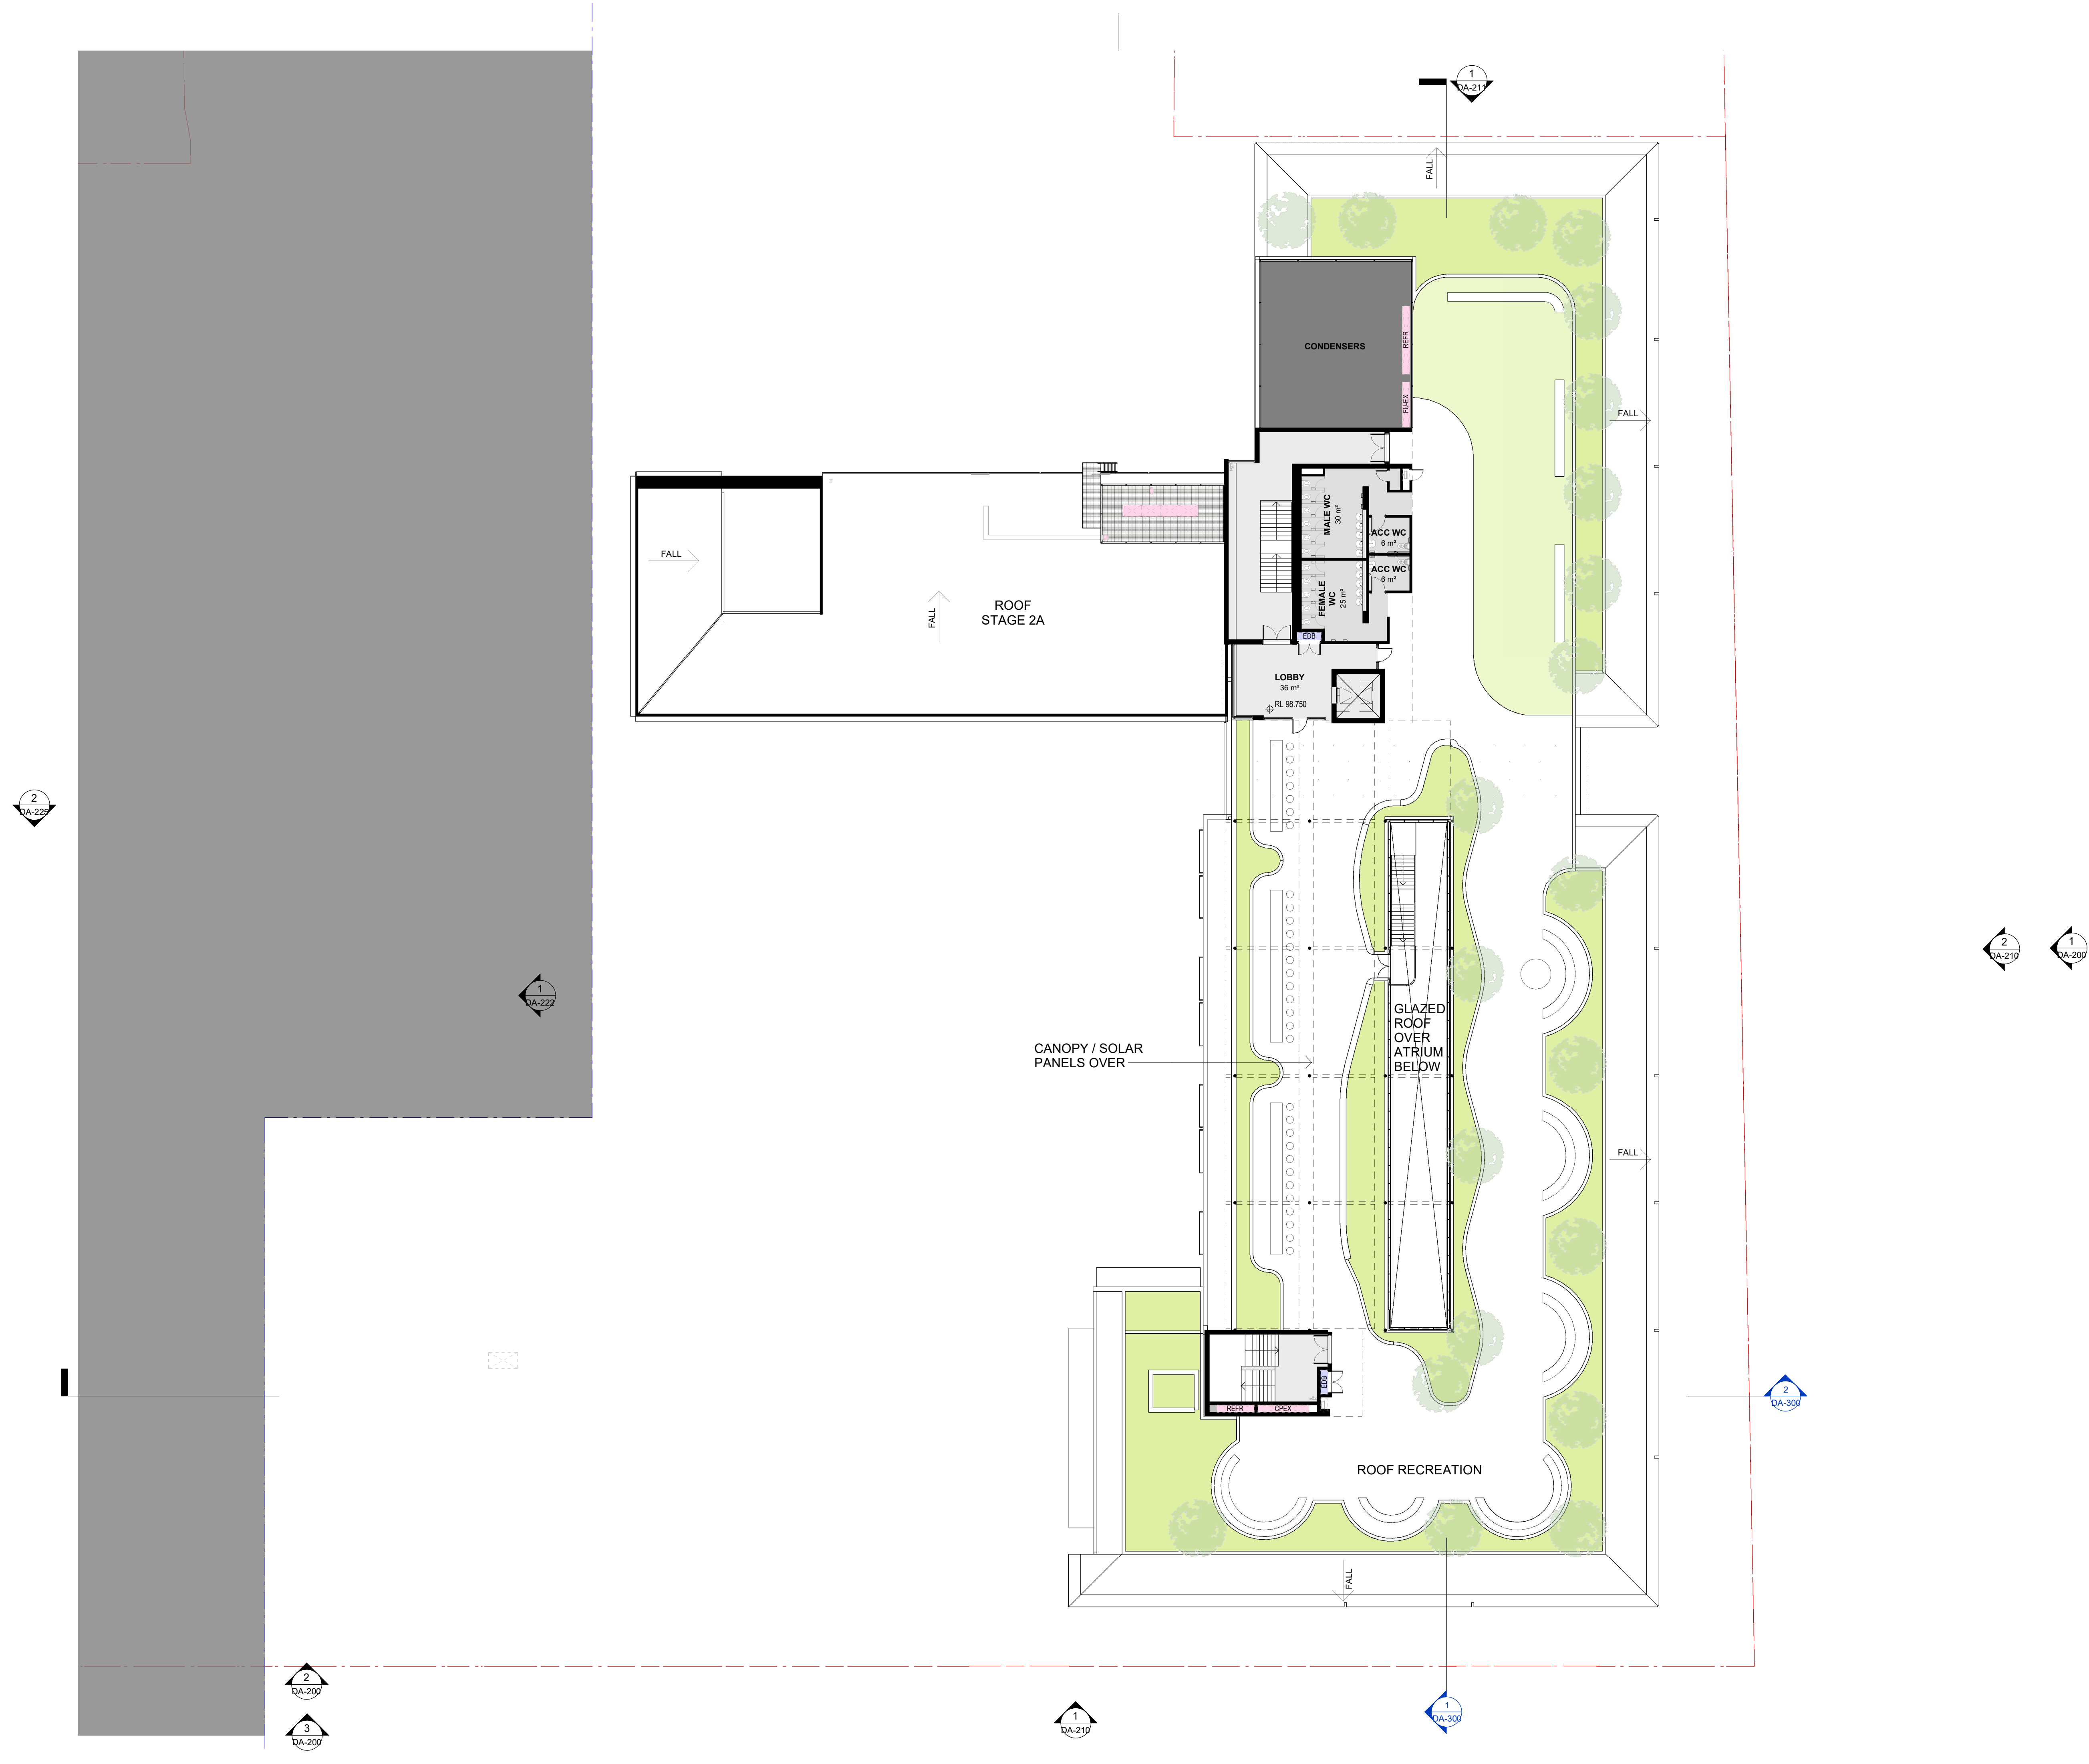 1
DA-211
FALL
CONDENSERS
REFR
FU-EX
FALL
FALL
FALL
ROOF
STAGE 2A
MALE WC
30 m²
ACC WC
6 m²
ACC WC
6 m²
FEMALE
WC
25 m²
EDB
LOBBY
36 m²
RL 98.750
2
DA-225
2
DA-210
1
DA-200
1
DA-222
GLAZED
ROOF
OVER
ATRIUM
BELOW
CANOPY / SOLAR
PANELS OVER
FALL
EDB
REFR
CPEX
2
DA-300
ROOF RECREATION
FALL
2
DA-200
3
DA-200
1
DA-210
1
DA-300